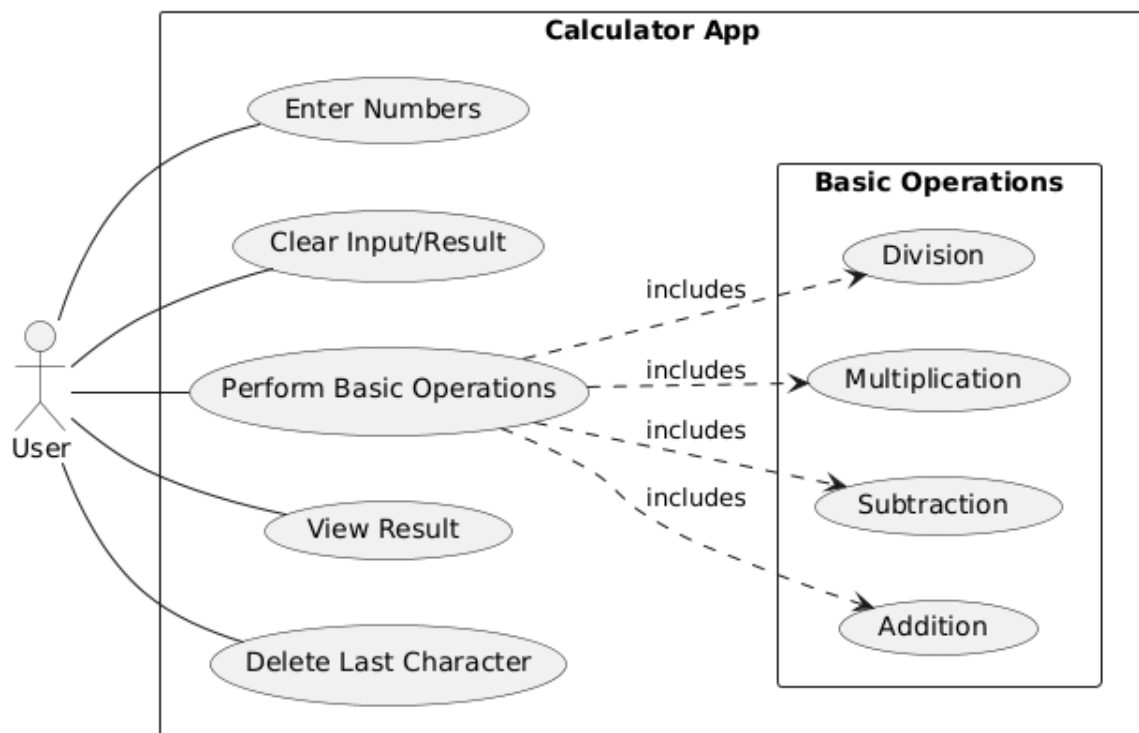 Calculator App
Enter Numbers
Clear Input/Result
Perform Basic Operations
View Result
Delete Last Character
User
includes
includes
includes
includes
Basic Operations
Division
Multiplication
Subtraction
Addition